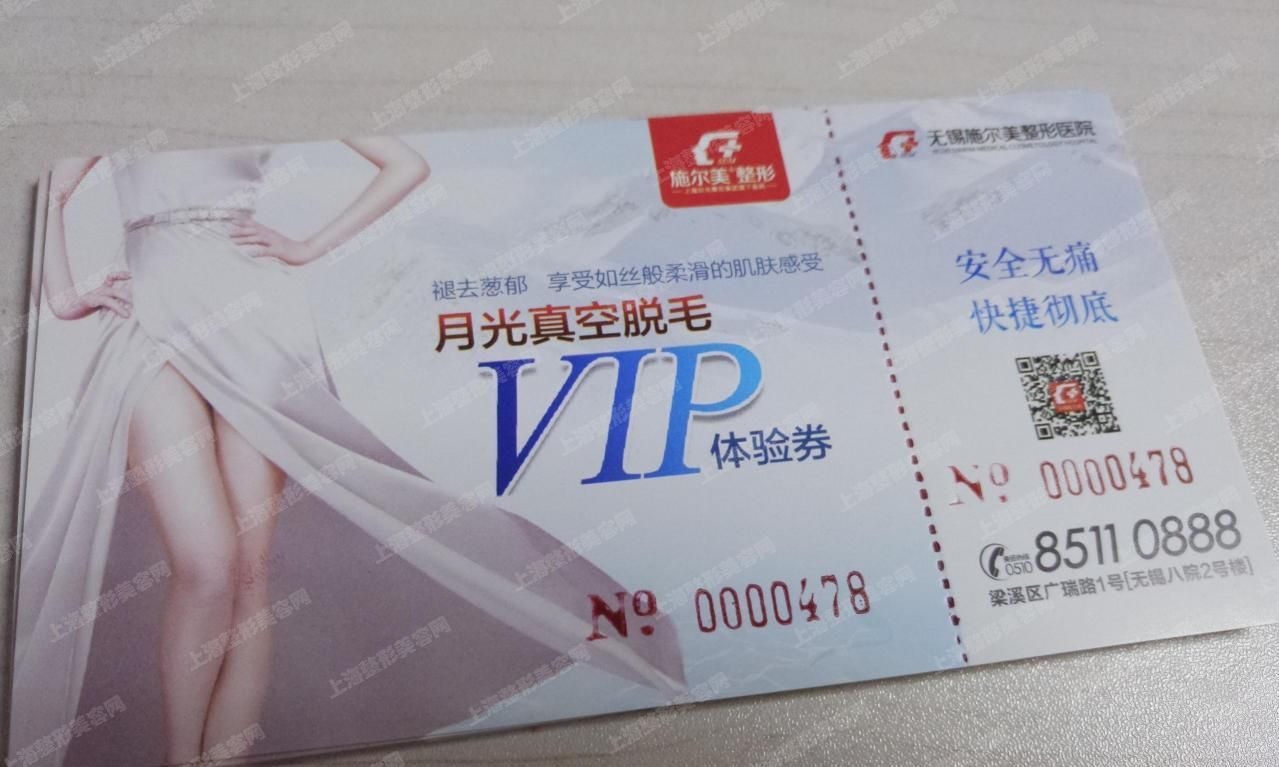 施尔美整形
褪去葱郁 享受如丝般柔滑的肌肤感受
月光真空脱毛
VIP
体验券
Nº 0000478
无锡施尔美整形医院
安全无痛
快捷彻底
Nº 0000478
0510 8511 0888
梁溪区广瑞路1号[无锡八院2号楼]
上海整形美容网